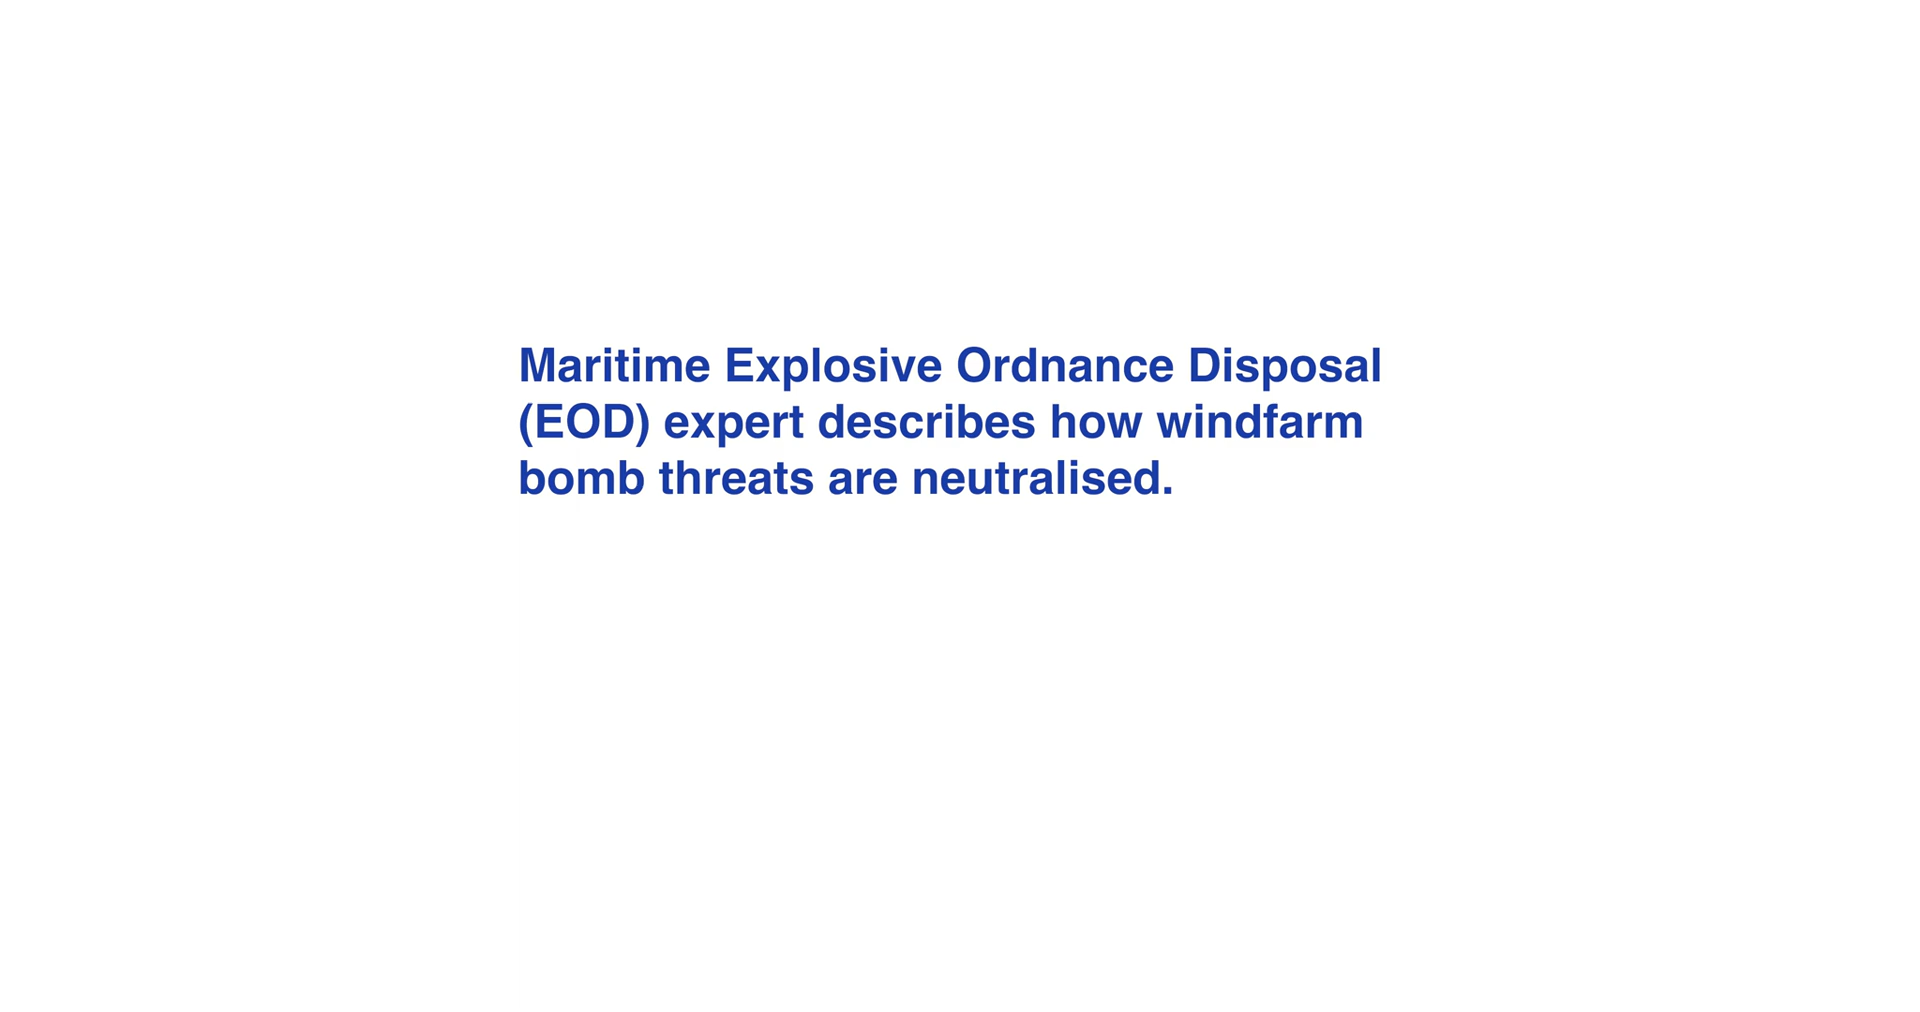 Maritime Explosive Ordnance Disposal
(EOD) expert describes how windfarm
bomb threats are neutralised.